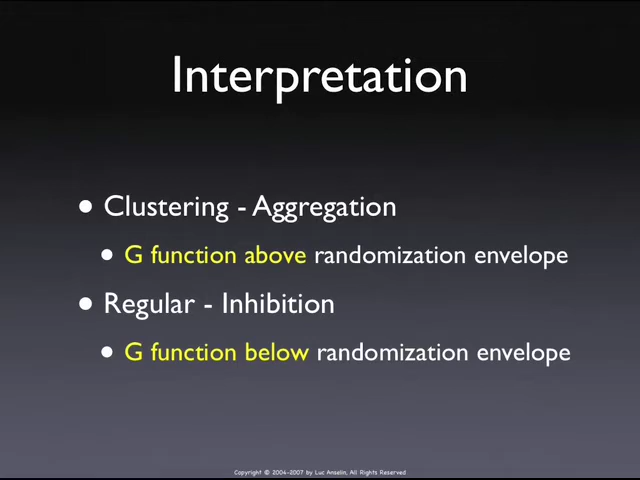 Interpretation
• Clustering - Aggregation
• G function above randomization envelope
• Regular - Inhibition
• G function below randomization envelope
Copyright © 2004-2007 by Luc Anselin, All Rights Reserved